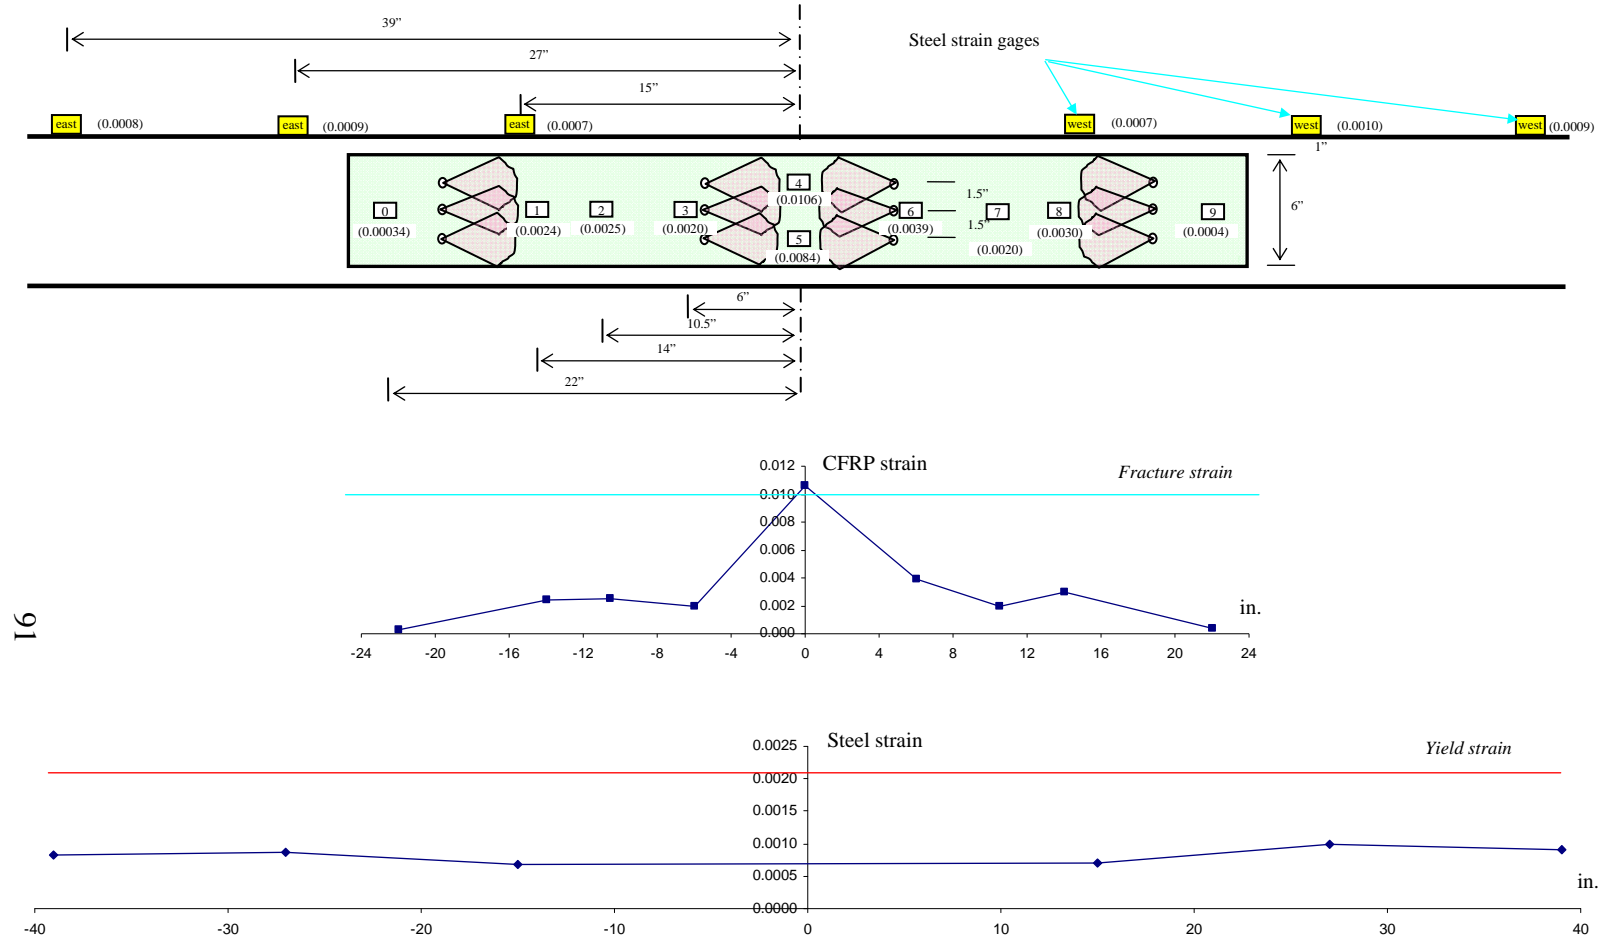 39”
27”
15”
Steel strain gages
east (0.0008) east (0.0009) east (0.0007) west (0.0007) west (0.0010) west (0.0009)
1”
4
(0.0106)
1.5”
0 1 2 3 6 7 8 9
6”
1.5”
(0.00034) (0.0024) (0.0025) (0.0020) (0.0039) (0.0030) (0.0004)
5
(0.0020)
(0.0084)
6”
10.5”
14”
22”
CFRP strain
Fracture strain
0.012
0.010
0.008
0.006
0.004
0.002
0.000
in.
-24 -20 -16 -12 -8 -4 0 4 8 12 16 20 24
91
Steel strain
Yield strain
0.0025
0.0020
0.0015
0.0010
0.0005
0.0000
in.
-40 -30 -20 -10 0 10 20 30 40